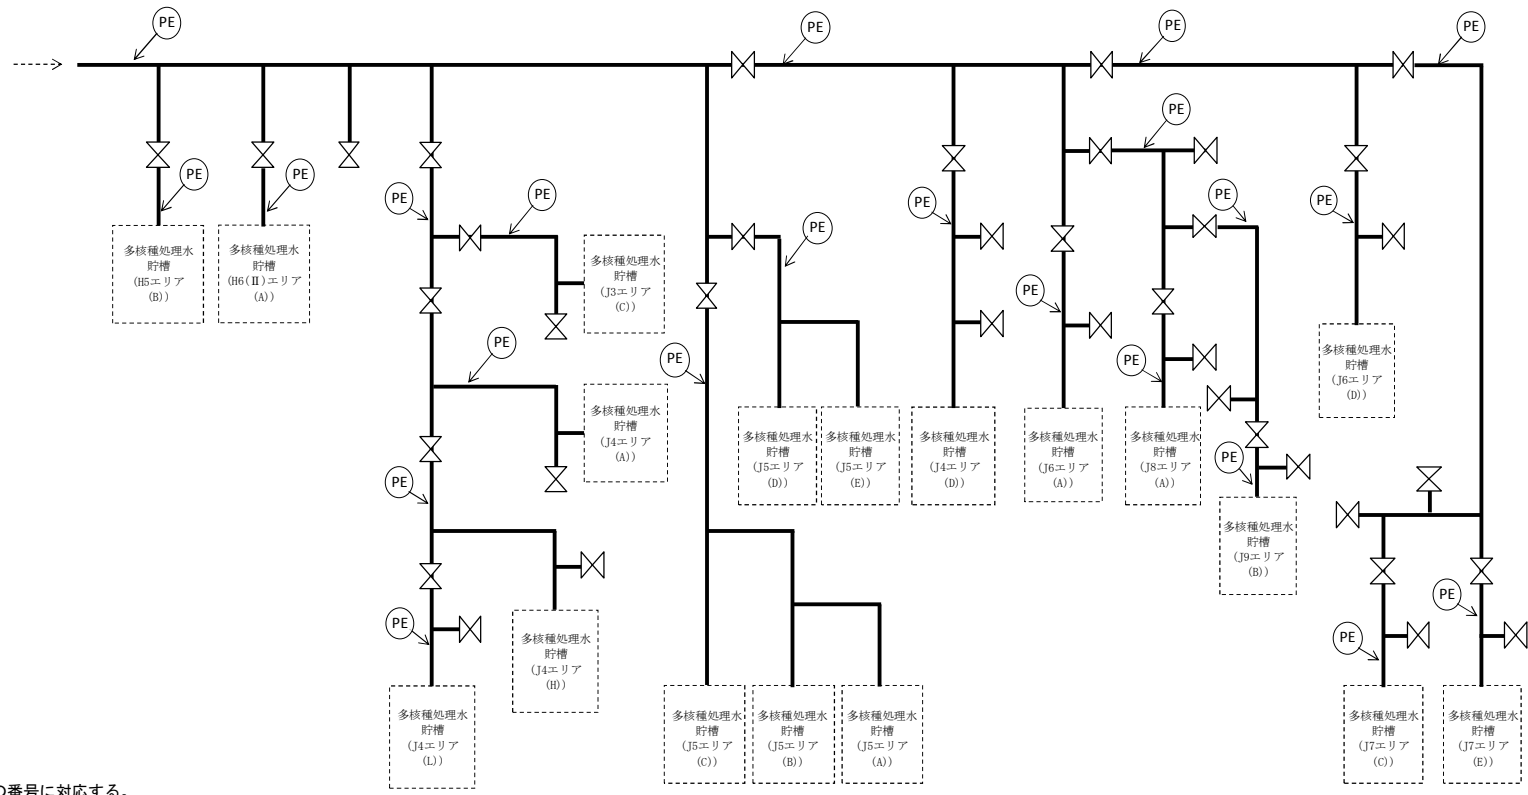 PE
PE
PE
PE
PE
PE
PE
PE
PE
PE
PE
PE
PE
多核種処理水
貯槽
(H5エリア
(B))
多核種処理水
貯槽
(H6(Ⅱ)エリア
(A))
多核種処理水
貯槽
(J3エリア
(C))
PE
PE
PE
PE
多核種処理水
貯槽
(J6エリア
(D))
多核種処理水
貯槽
(J4エリア
(A))
多核種処理水
貯槽
(J5エリア
(D))
多核種処理水
貯槽
(J5エリア
(E))
多核種処理水
貯槽
(J4エリア
(D))
多核種処理水
貯槽
(J6エリア
(A))
多核種処理水
貯槽
(J8エリア
(A))
PE
PE
多核種処理水
貯槽
(J9エリア
(B))
PE
PE
PE
多核種処理水
貯槽
(J4エリア
(H))
多核種処理水
貯槽
(J4エリア
(L))
多核種処理水
貯槽
(J5エリア
(C))
多核種処理水
貯槽
(J5エリア
(B))
多核種処理水
貯槽
(J5エリア
(A))
多核種処理水
貯槽
(J7エリア
(C))
多核種処理水
貯槽
(J7エリア
(E))
の番号に対応する。